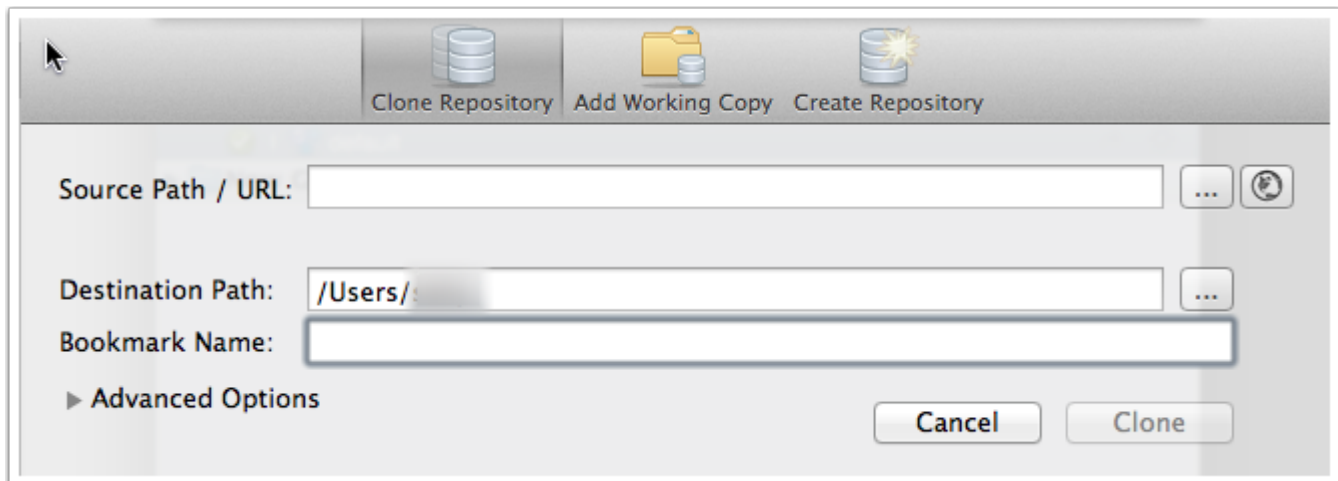 Clone Repository Add Working Copy Create Repository
Source Path / URL: ... 
Destination Path: /Users/ ...
Bookmark Name:
Advanced Options
Cancel Clone